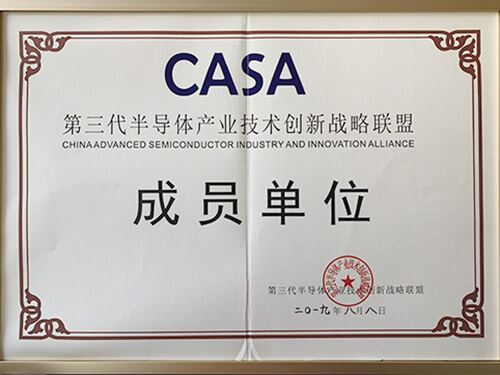 CASA
第三代半导体产业技术创新战略联盟
CHINA ADVANCED SEMICONDUCTOR INDUSTRY AND INNOVATION ALLIANCE
成员单位
第三代半导体产业技术创新战略联盟
二〇一九年八月八日